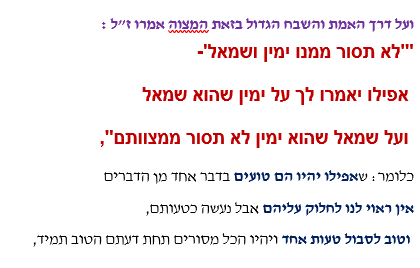 ועל דרך האמת והשבח הגדול בזאת המצוה אמרו ז"ל :
"'לא תסור ממנו ימין ושמאל'-
אפילו יאמרו לך על ימין שהוא שמאל
ועל שמאל שהוא ימין לא תסור ממצוותם",
כלומר: שאפילו יהיו הם טועים בדבר אחד מן הדברים
אין ראוי לנו לחלוק עליהם אבל נעשה כטעותם,
וטוב לסבול טעות אחד ויהיו הכל מסורים תחת דעתם הטוב תמיד,